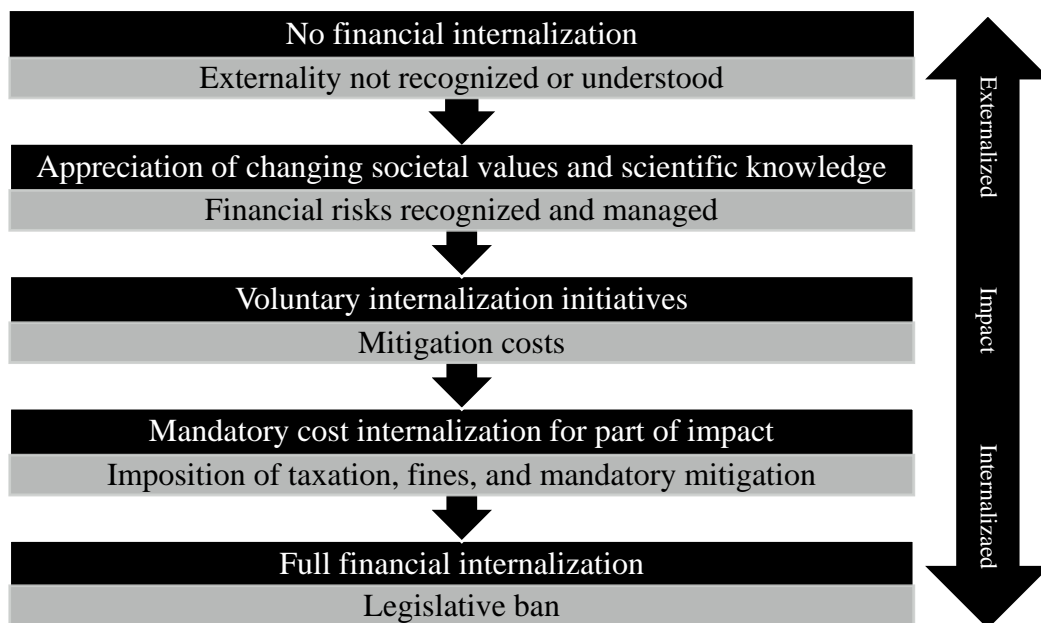 No financial internalization
Externality not recognized or understood
Appreciation of changing societal values and scientific knowledge
Financial risks recognized and managed
Voluntary internalization initiatives
Mitigation costs
Mandatory cost internalization for part of impact
Imposition of taxation, fines, and mandatory mitigation
Full financial internalization
Legislative ban
Externalized
Impact
Internalizaed